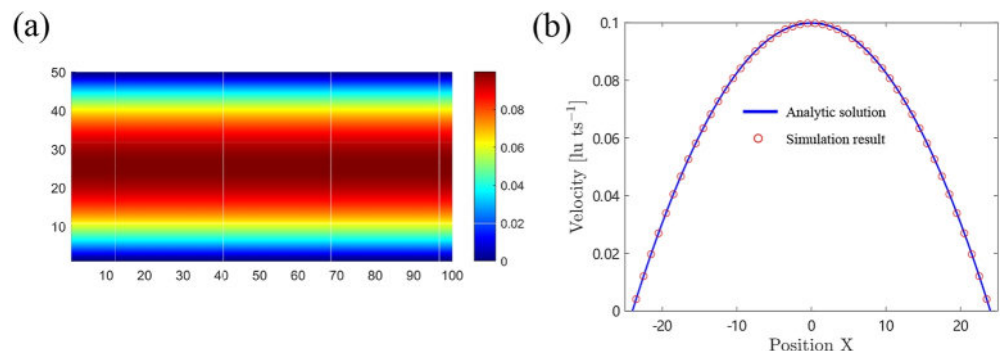 (a)
50
40
30
20
10
10 20 30 40 50 60 70 80 90 100
0.08
0.06
0.04
0.02
0
(b)
0.1
0.08
0.06
0.04
0.02
0
Velocity [lu ts⁻¹]
Analytic solution
Simulation result
-20 -10 0 10 20
Position X